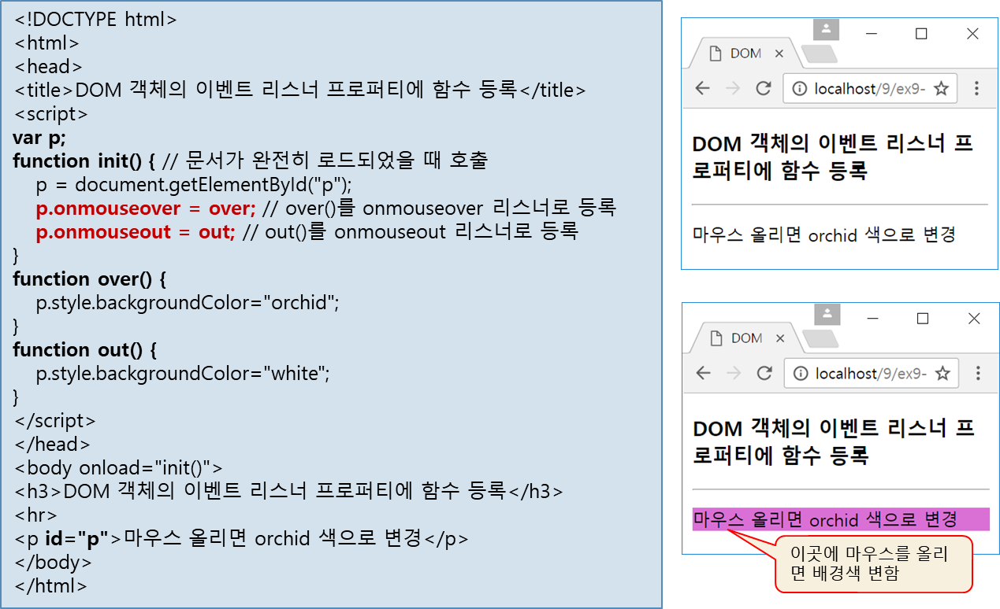 <!DOCTYPE html>
<html>
<head>
<title>DOM 객체의 이벤트 리스너 프로퍼티에 함수 등록</title>
<script>
var p;
function init() { // 문서가 완전히 로드되었을 때 호출
    p = document.getElementById("p");
    p.onmouseover = over; // over()를 onmouseover 리스너로 등록
    p.onmouseout = out; // out()를 onmouseout 리스너로 등록
}
function over() {
    p.style.backgroundColor="orchid";
}
function out() {
    p.style.backgroundColor="white";
}
</script>
</head>
<body onload="init()">
<h3>DOM 객체의 이벤트 리스너 프로퍼티에 함수 등록</h3>
<hr>
<p id="p">마우스 올리면 orchid 색으로 변경</p>
</body>
</html>
DOM
localhost/9/ex9-
DOM 객체의 이벤트 리스너 프
로퍼티에 함수 등록
마우스 올리면 orchid 색으로 변경
DOM
localhost/9/ex9-
DOM 객체의 이벤트 리스너 프
로퍼티에 함수 등록
마우스 올리면 orchid 색으로 변경
이곳에 마우스를 올리
면 배경색 변함